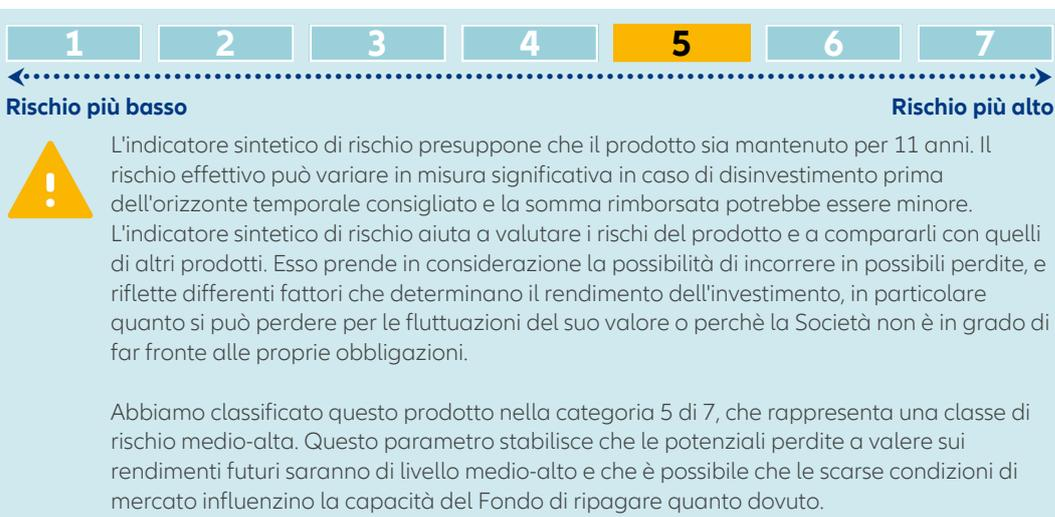 1 2 3 4 5 6 7
Rischio più basso Rischio più alto
L'indicatore sintetico di rischio presuppone che il prodotto sia mantenuto per 11 anni. Il
rischio effettivo può variare in misura significativa in caso di disinvestimento prima
dell'orizzonte temporale consigliato e la somma rimborsata potrebbe essere minore.
L'indicatore sintetico di rischio aiuta a valutare i rischi del prodotto e a compararli con quelli
di altri prodotti. Esso prende in considerazione la possibilità di incorrere in possibili perdite, e
riflette differenti fattori che determinano il rendimento dell'investimento, in particolare
quanto si può perdere per le fluttuazioni del suo valore o perchè la Società non è in grado di
far fronte alle proprie obbligazioni.
Abbiamo classificato questo prodotto nella categoria 5 di 7, che rappresenta una classe di
rischio medio-alta. Questo parametro stabilisce che le potenziali perdite a valere sui
rendimenti futuri saranno di livello medio-alto e che è possibile che le scarse condizioni di
mercato influenzino la capacità del Fondo di ripagare quanto dovuto.